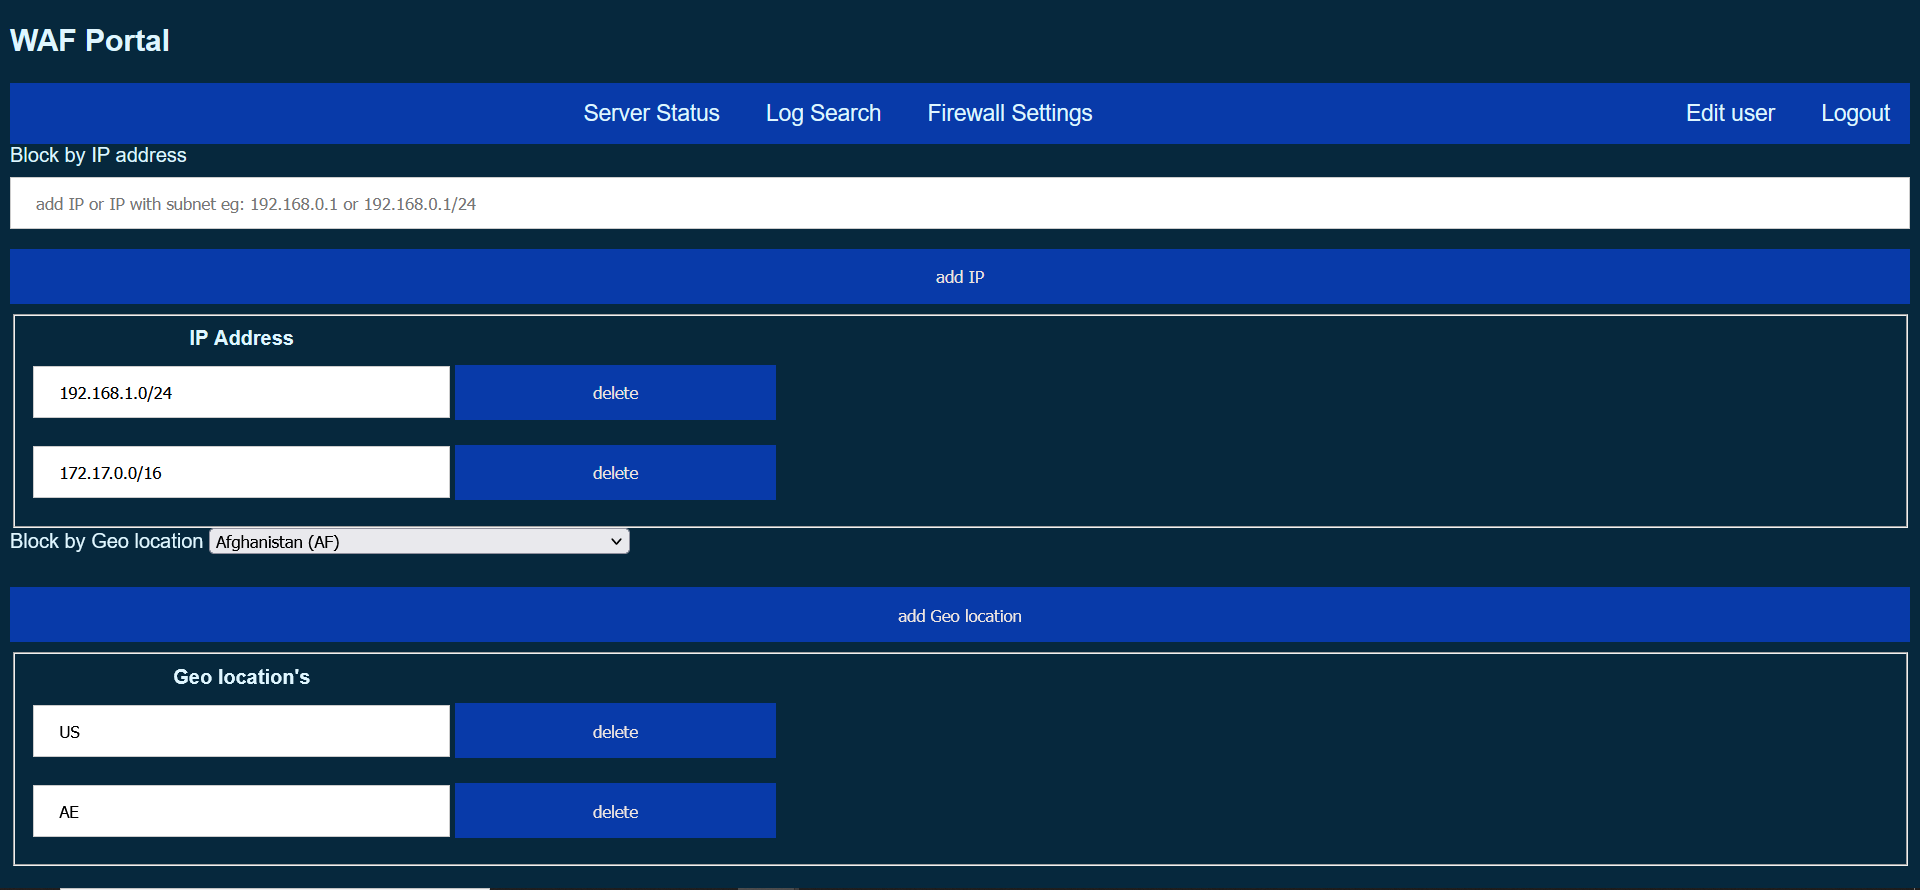 WAF Portal
Server Status Log Search Firewall Settings Edit user Logout
Block by IP address
add IP or IP with subnet eg: 192.168.0.1 or 192.168.0.1/24
add IP
IP Address
192.168.1.0/24 delete
172.17.0.0/16 delete
Block by Geo location Afghanistan (AF)
add Geo location
Geo location's
US delete
AE delete